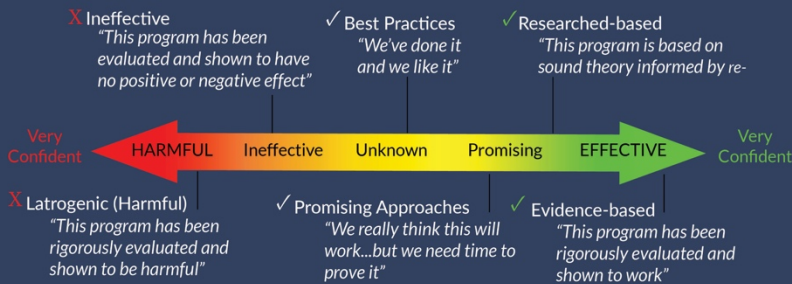 X Ineffective
"This program has been
evaluated and shown to have
no positive or negative effect"
✓ Best Practices
"We've done it
and we like it"
✓ Researched-based
"This program is based on
sound theory informed by re-
Very
Confident
HARMFUL
Ineffective
Unknown
Promising
EFFECTIVE
Very
Confident
X Latrogenic (Harmful)
"This program has been
rigorously evaluated and
shown to be harmful"
✓ Promising Approaches
"We really think this will
work...but we need time to
prove it"
✓ Evidence-based
"This program has been
rigorously evaluated and
shown to work"